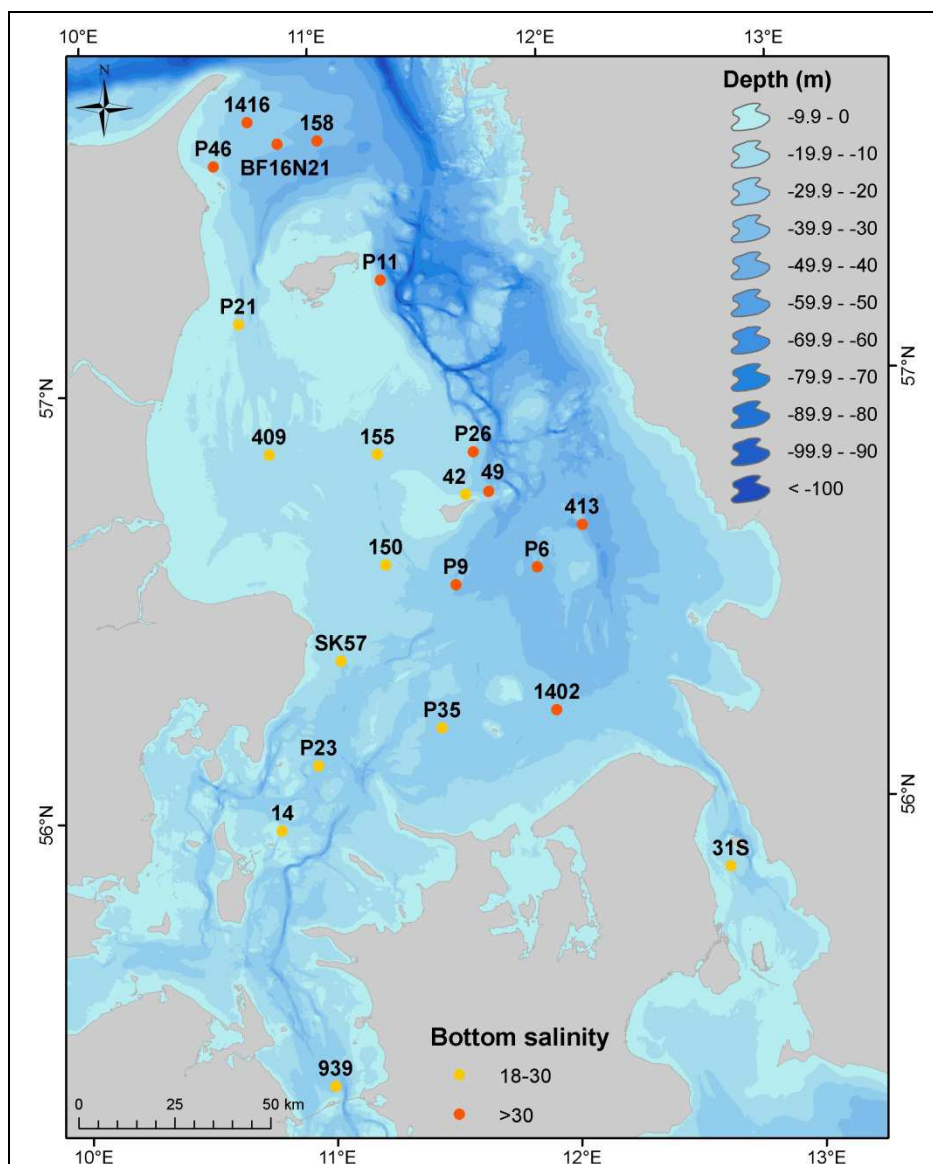 10°E 11°E 12°E 13°E
N
Depth (m)
-9.9 - 0
-19.9 - -10
-29.9 - -20
-39.9 - -30
-49.9 - -40
-59.9 - -50
-69.9 - -60
-79.9 - -70
-89.9 - -80
-99.9 - -90
< -100
1416
158
P46
BF16N21
P11
P21
57°N
57°N
409
155
P26
42
49
413
150
P9
P6
SK57
1402
P35
P23
56°N
14
56°N
31S
Bottom salinity
18-30
>30
939
0 25 50 km
10°E 11°E 12°E 13°E